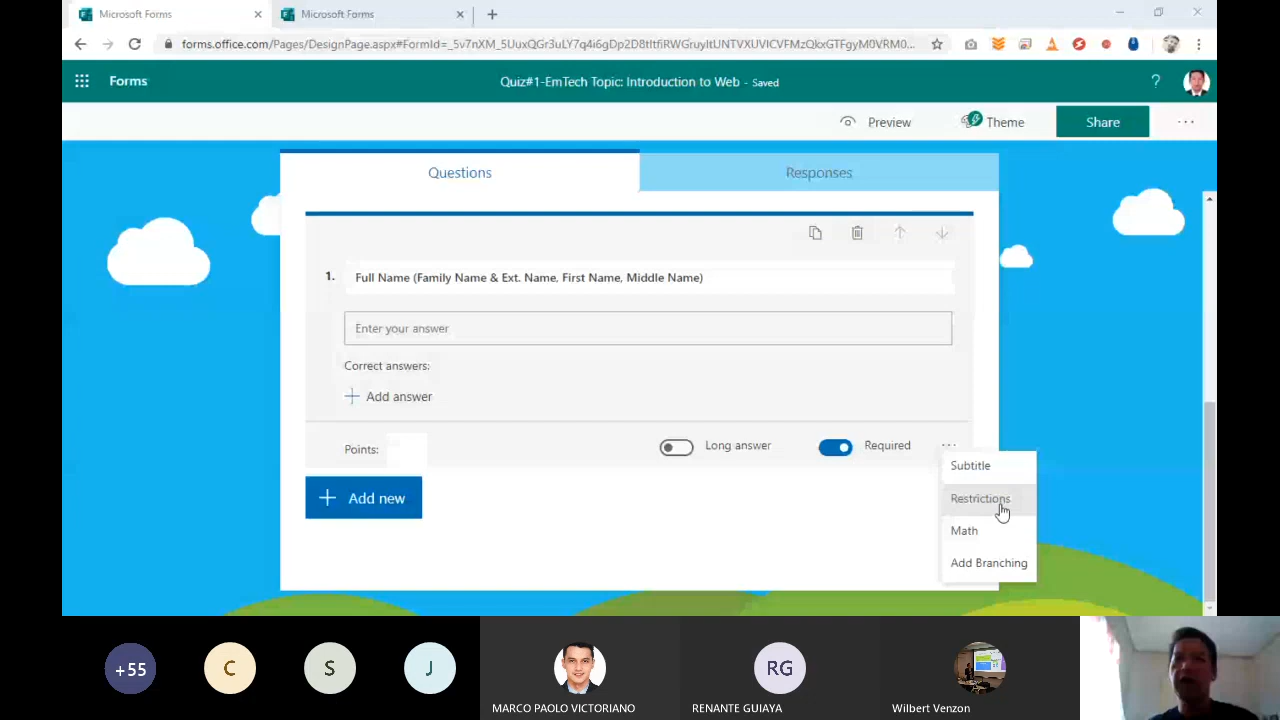 Microsoft Forms
Microsoft Forms
forms.office.com/Pages/DesignPage.aspx#FormId=_5v7nXM_5UuxQGr3uLY7q4i6gDp2D8tItfiRWGruyItUNTVXUVICVFMzQkxGTFgyM0VRM0...
Forms
Quiz#1-EmTech Topic: Introduction to Web - Saved
?
Preview
Theme
Share
Questions
Responses
1.
Full Name (Family Name & Ext. Name, First Name, Middle Name)
Enter your answer
Correct answers:
Add answer
Points:
Long answer
Required
Subtitle
Restrictions
Math
Add Branching
Add new
+55
C
S
J
RG
MARCO PAOLO VICTORIANO
RENANTE GUIAYA
Wilbert Venzon